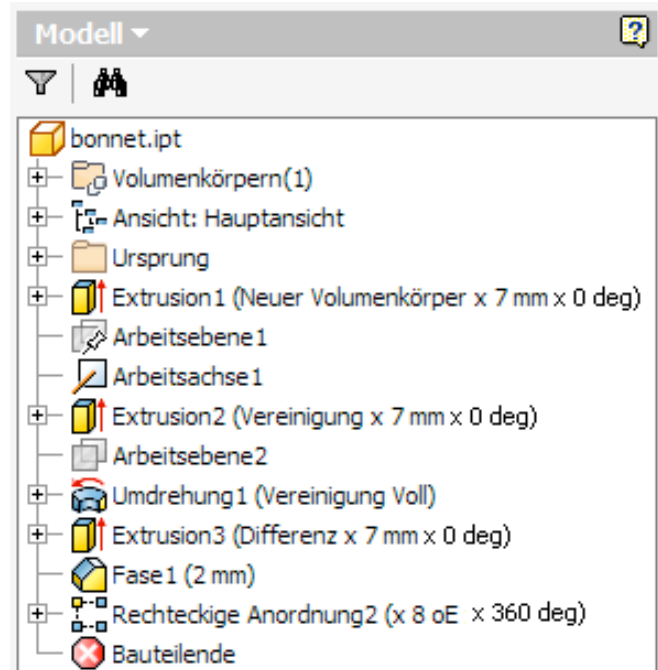 Modell
bonnet.ipt
Volumenkörpern(1)
Ansicht: Hauptansicht
Ursprung
Extrusion1 (Neuer Volumenkörper x 7 mm x 0 deg)
Arbeitsebene1
Arbeitsachse1
Extrusion2 (Vereinigung x 7 mm x 0 deg)
Arbeitsebene2
Umdrehung1 (Vereinigung Voll)
Extrusion3 (Differenz x 7 mm x 0 deg)
Fase1 (2 mm)
Rechteckige Anordnung2 (x 8 oE x 360 deg)
Bauteilende